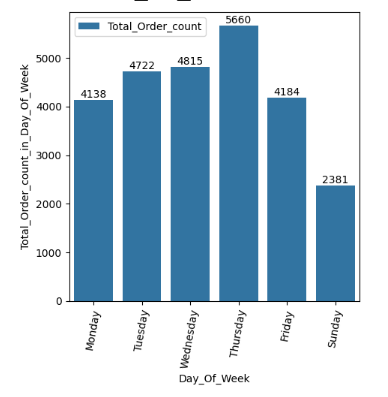 Total_Order_count
5660
4815
4722
4184
4138
2381
5000
4000
3000
2000
1000
0
Total_Order_count_in_Day_Of_Week
Monday
Tuesday
Wednesday
Thursday
Friday
Sunday
Day_Of_Week